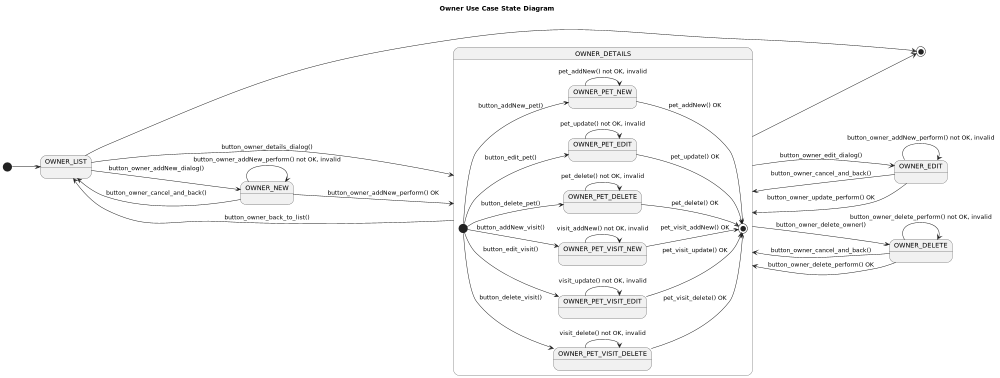 Owner Use Case State Diagram
OWNER_DETAILS
pet_addNew() not OK, invalid
OWNER_PET_NEW
button_addNew_pet()
pet_addNew() OK
pet_update() not OK, invalid
OWNER_PET_EDIT
button_edit_pet()
pet_update() OK
pet_delete() not OK, invalid
OWNER_PET_DELETE
button_delete_pet()
pet_delete() OK
visit_addNew() not OK, invalid
OWNER_PET_VISIT_NEW
button_addNew_visit()
pet_visit_addNew() OK
button_edit_visit()
pet_visit_update() OK
visit_update() not OK, invalid
OWNER_PET_VISIT_EDIT
button_delete_visit()
pet_visit_delete() OK
visit_delete() not OK, invalid
OWNER_PET_VISIT_DELETE
OWNER_LIST
button_owner_details_dialog()
button_owner_addNew_perform() not OK, invalid
button_owner_addNew_dialog()
OWNER_NEW
button_owner_cancel_and_back()
button_owner_addNew_perform() OK
button_owner_back_to_list()
button_owner_addNew_perform() not OK, invalid
button_owner_edit_dialog()
OWNER_EDIT
button_owner_cancel_and_back()
button_owner_update_perform() OK
button_owner_delete_perform() not OK, invalid
button_owner_delete_owner()
OWNER_DELETE
button_owner_cancel_and_back()
button_owner_delete_perform() OK